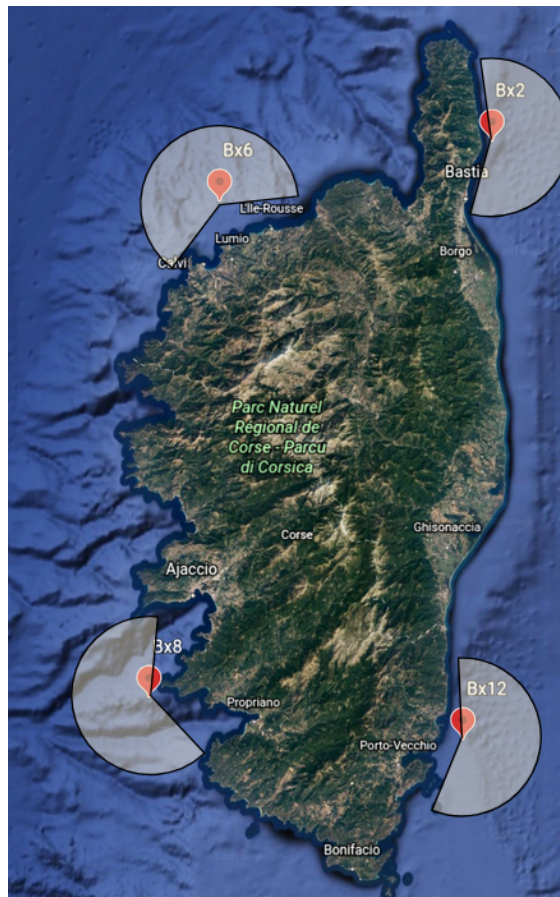 Bx2
Bx6
Bastia
L'Île-Rousse
Lumio
Calvi
Borgo
Parc Naturel
Régional de
Corse - Parcu
di Corsica
Ghisonaccia
Corse
Ajaccio
Bx8
Bx12
Propriano
Porto-Vecchio
Bonifacio